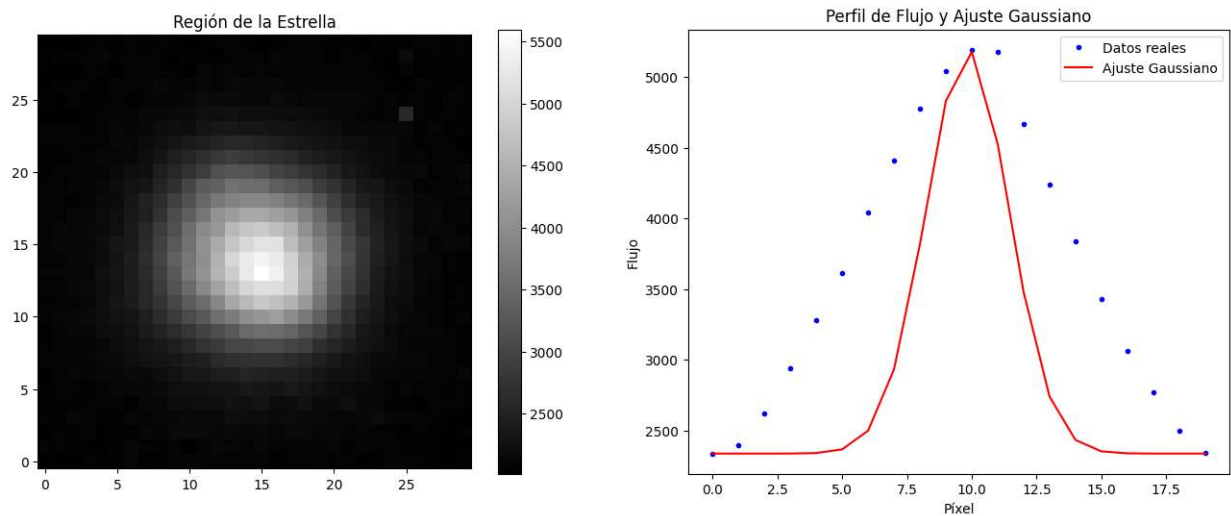 Región de la Estrella
25
20
15
10
5
0
0 5 10 15 20 25
5500
5000
4500
4000
3500
3000
2500
Perfil de Flujo y Ajuste Gaussiano
Datos reales
Ajuste Gaussiano
Flujo
5000
4500
4000
3500
3000
2500
0.0 2.5 5.0 7.5 10.0 12.5 15.0 17.5
Píxel